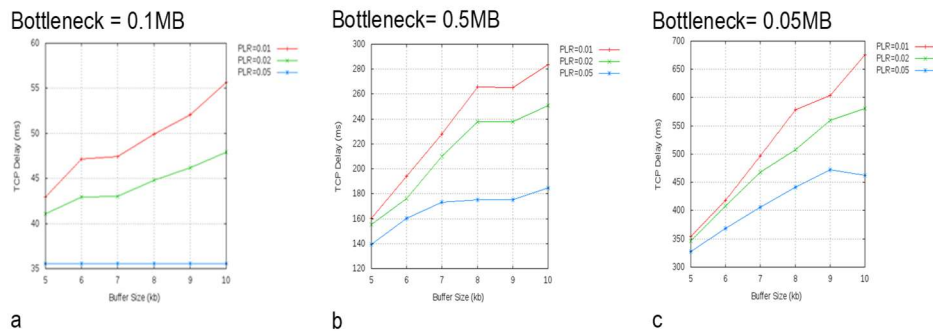 Bottleneck = 0.1MB
60
55
50
45
40
35
TCP Delay (ms)
5 6 7 8 9 10
Buffer Size (kb)
PLR=0.01
PLR=0.02
PLR=0.05
a
Bottleneck= 0.5MB
300
280
260
240
220
200
180
160
140
120
TCP Delay (ms)
5 6 7 8 9 10
Buffer Size (kb)
PLR=0.01
PLR=0.02
PLR=0.05
b
Bottleneck= 0.05MB
700
650
600
550
500
450
400
350
300
TCP Delay (ms)
5 6 7 8 9 10
Buffer Size (kb)
PLR=0.01
PLR=0.02
PLR=0.05
c